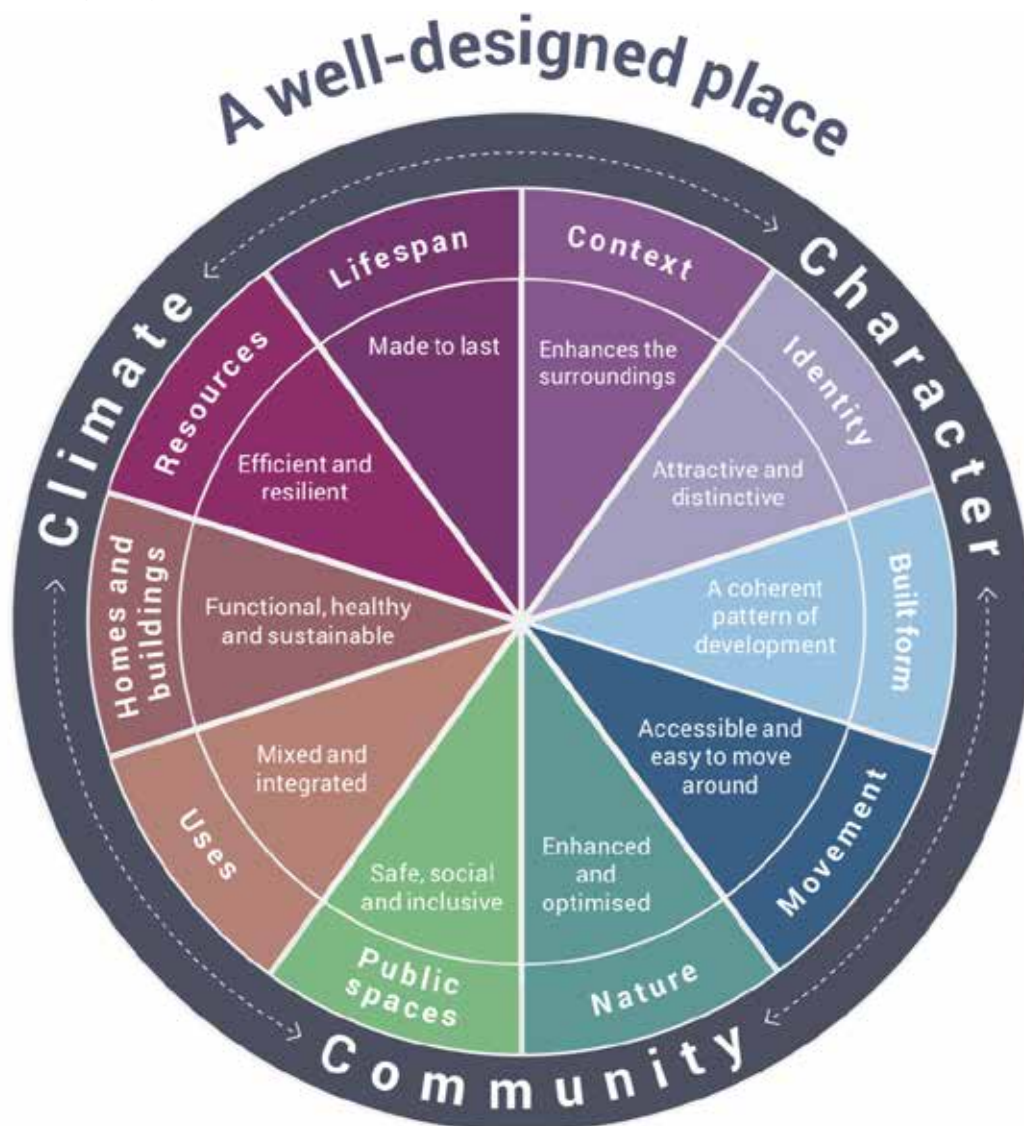 A well-designed place
Climate
Character
Community
Context
Enhances the
surroundings
Identity
Attractive and
distinctive
Built form
A coherent
pattern of
development
Movement
Accessible and
easy to move
around
Nature
Enhanced
and
optimised
Public
spaces
Safe, social
and inclusive
Uses
Mixed and
integrated
Homes and
buildings
Functional, healthy
and sustainable
Resources
Efficient and
resilient
Lifespan
Made to last